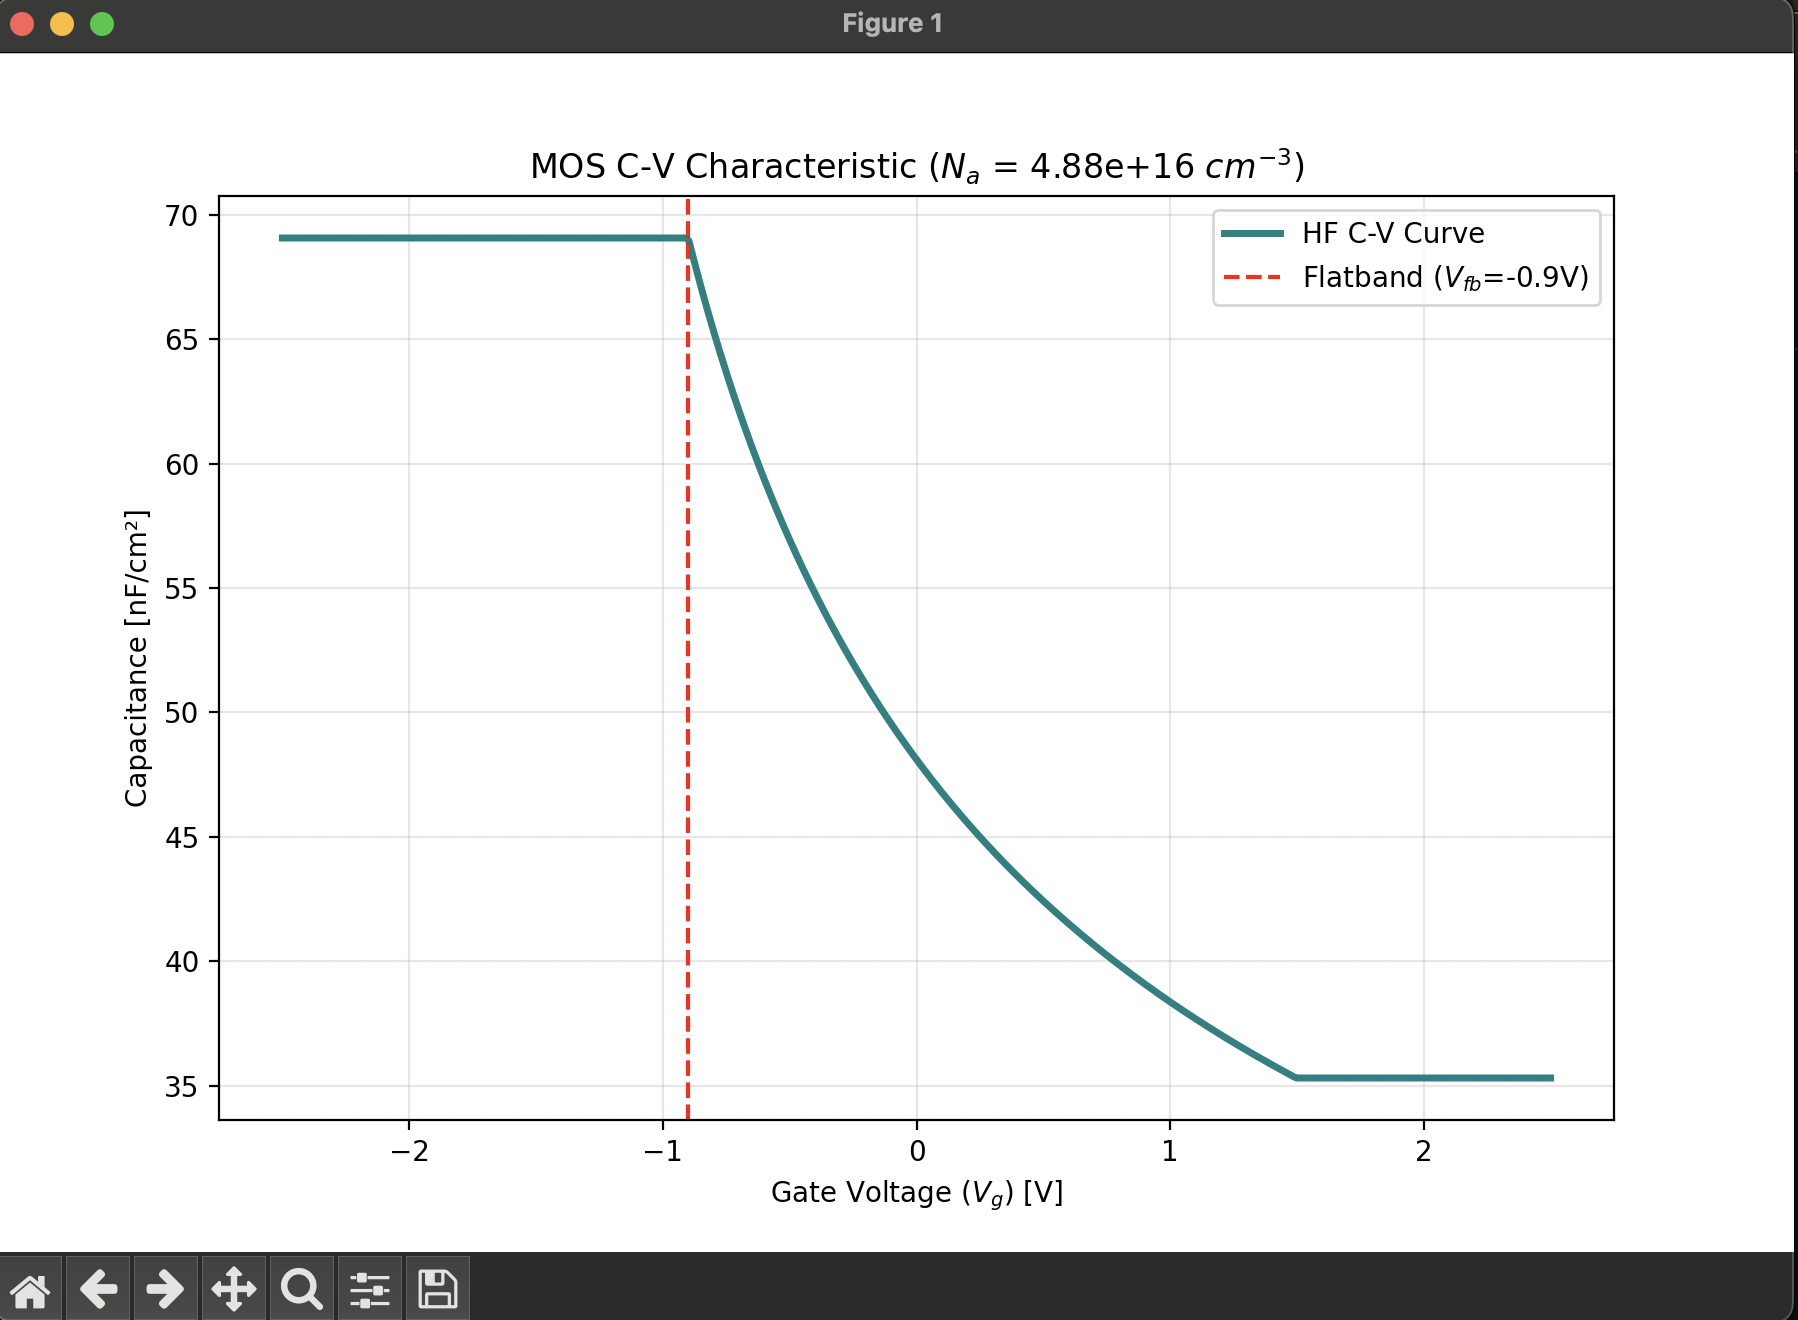 Figure 1
MOS C-V Characteristic (Nₐ = 4.88e+16 cm⁻³)
HF C-V Curve
Flatband (V_fb=-0.9V)
70
65
60
55
50
45
40
35
Capacitance [nF/cm²]
−2 −1 0 1 2
Gate Voltage (V_g) [V]